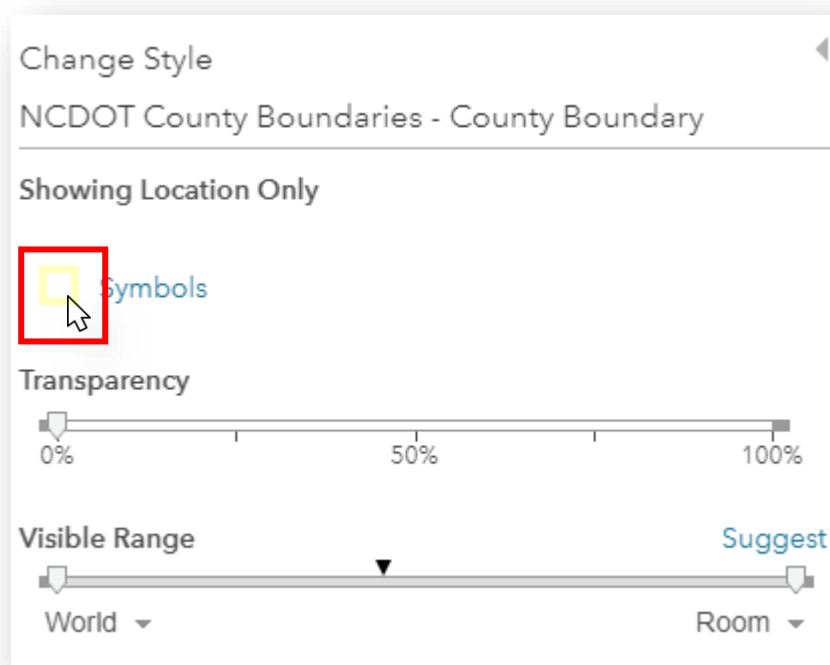 Change Style
NCDOT County Boundaries - County Boundary
Showing Location Only
Symbols
Transparency
0% 50% 100%
Visible Range Suggest
World Room